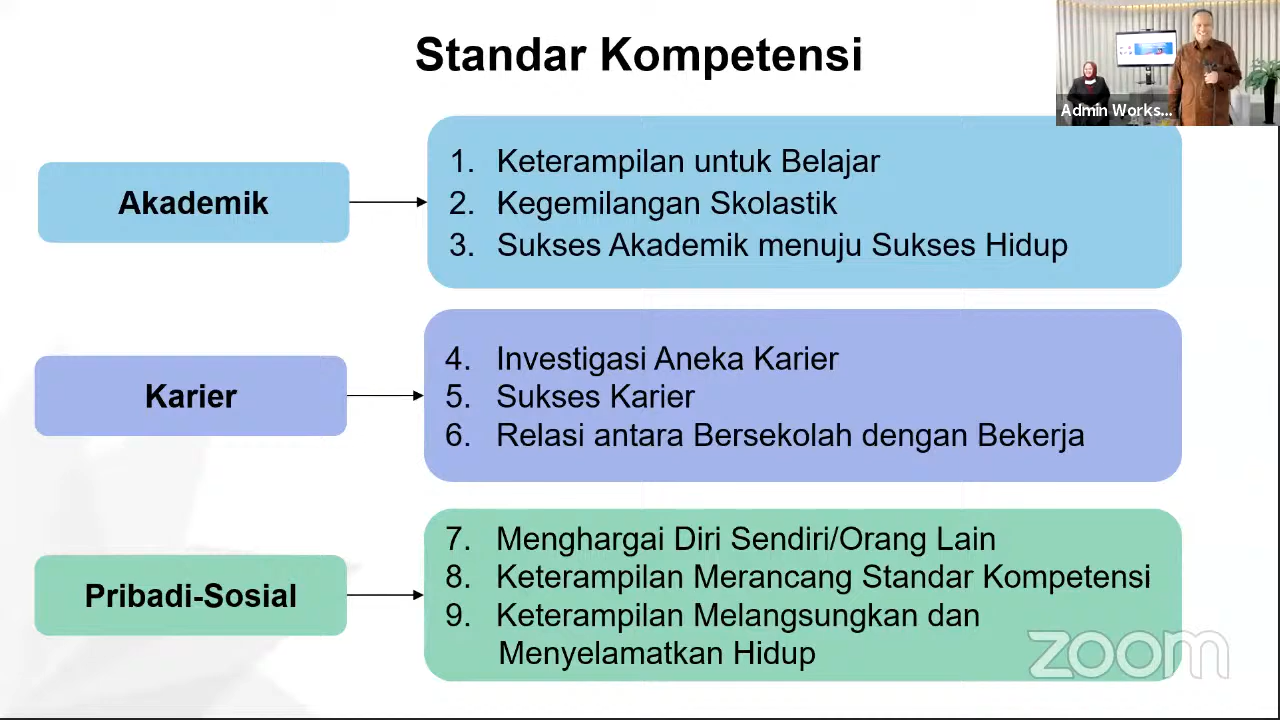 Standar Kompetensi
Admin Works...
Akademik
1. Keterampilan untuk Belajar
2. Kegemilangan Skolastik
3. Sukses Akademik menuju Sukses Hidup
Karier
4. Investigasi Aneka Karier
5. Sukses Karier
6. Relasi antara Bersekolah dengan Bekerja
Pribadi-Sosial
7. Menghargai Diri Sendiri/Orang Lain
8. Keterampilan Merancang Standar Kompetensi
9. Keterampilan Melangsungkan dan
Menyelamatkan Hidup
zoom